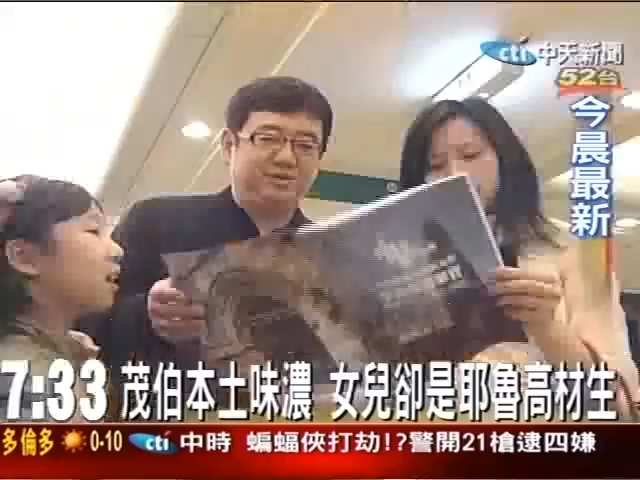 cti 中天新聞
52台
今晨最新
7:33 茂伯本土味濃 女兒卻是耶魯高材生
多倫多 0-10 cti 中時 蝙蝠俠打劫!?警開21槍逮四嫌